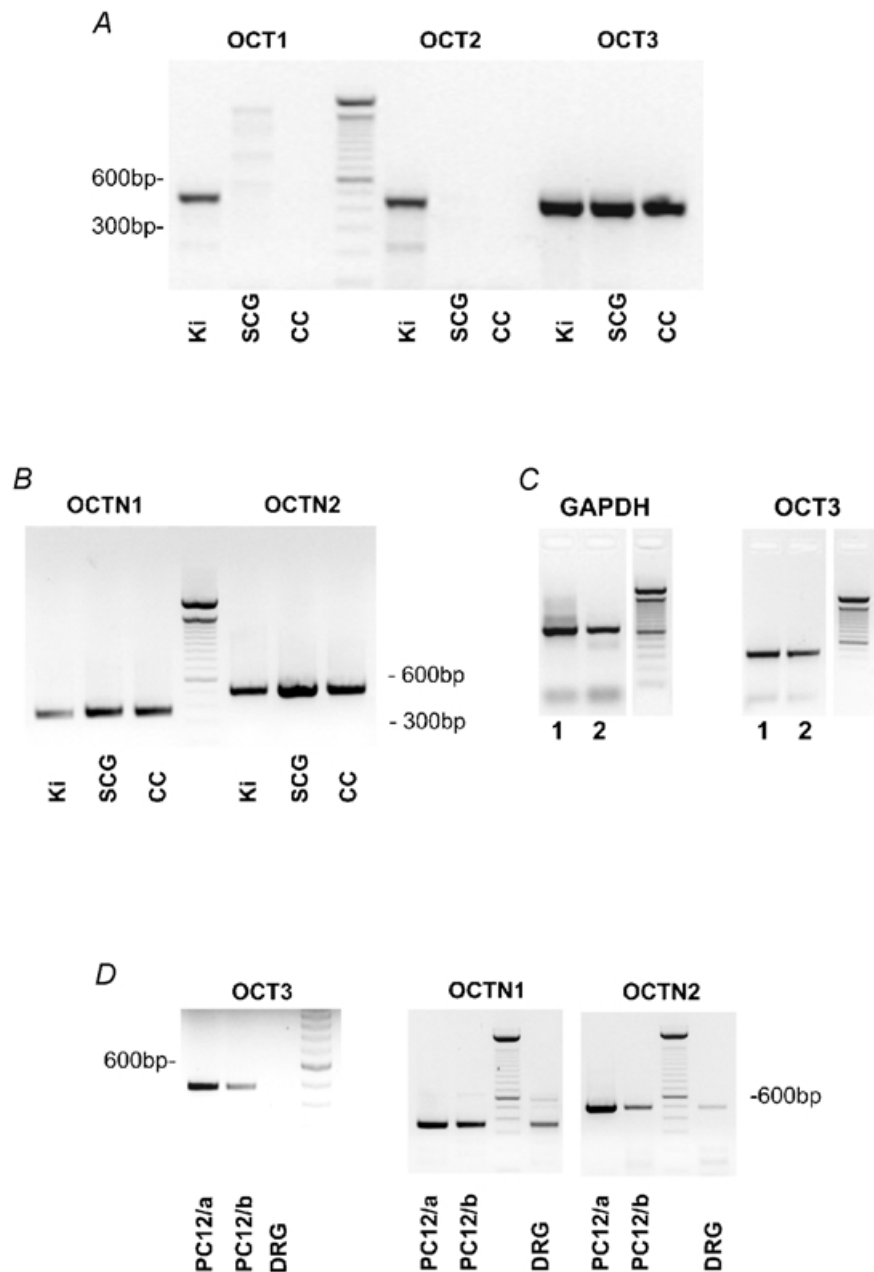 A
OCT1 OCT2 OCT3
600bp-
300bp-
Ki SCG CC Ki SCG CC Ki SCG CC
B
OCTN1 OCTN2
- 600bp
- 300bp
Ki SCG CC Ki SCG CC
C
GAPDH OCT3
1 2 1 2
D
OCT3 OCTN1 OCTN2
600bp-
-600bp
PC12/a PC12/b DRG PC12/a PC12/b DRG PC12/a PC12/b DRG